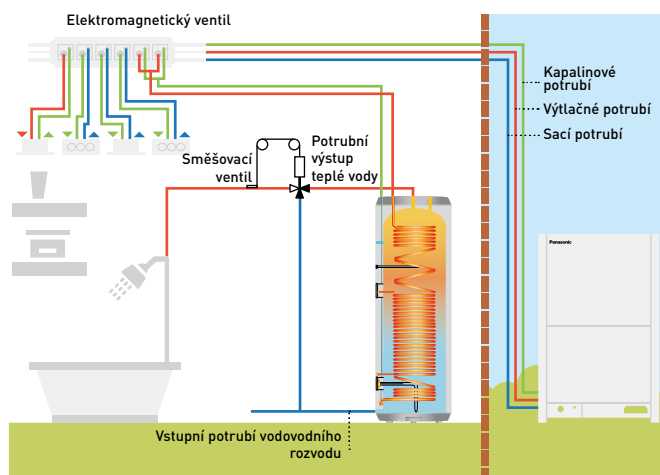 Elektromagnetický ventil
Kapalinové
potrubí
Výtlačné potrubí
Sací potrubí
Směšovací
ventil
Potrubní
výstup
teplé vody
Panasonic
Vstupní potrubí vodovodního
rozvodu